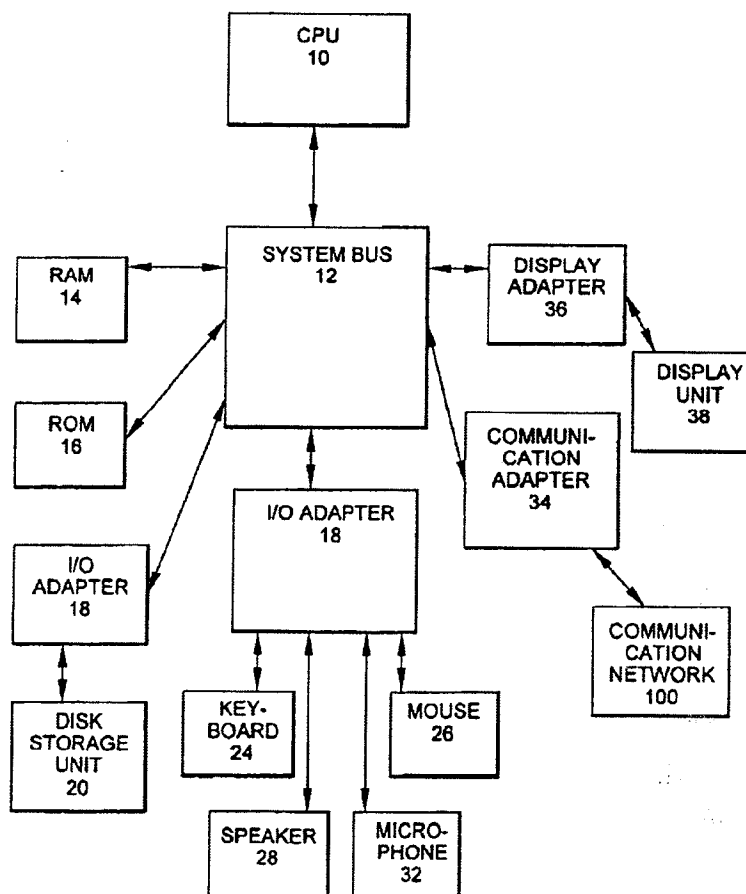 CPU
10
SYSTEM BUS
12
RAM
14
DISPLAY
ADAPTER
36
DISPLAY
UNIT
38
ROM
16
COMMUNI-
CATION
ADAPTER
34
I/O ADAPTER
18
I/O
ADAPTER
18
COMMUNI-
CATION
NETWORK
100
DISK
STORAGE
UNIT
20
KEY-
BOARD
24
MOUSE
26
SPEAKER
28
MICRO-
PHONE
32